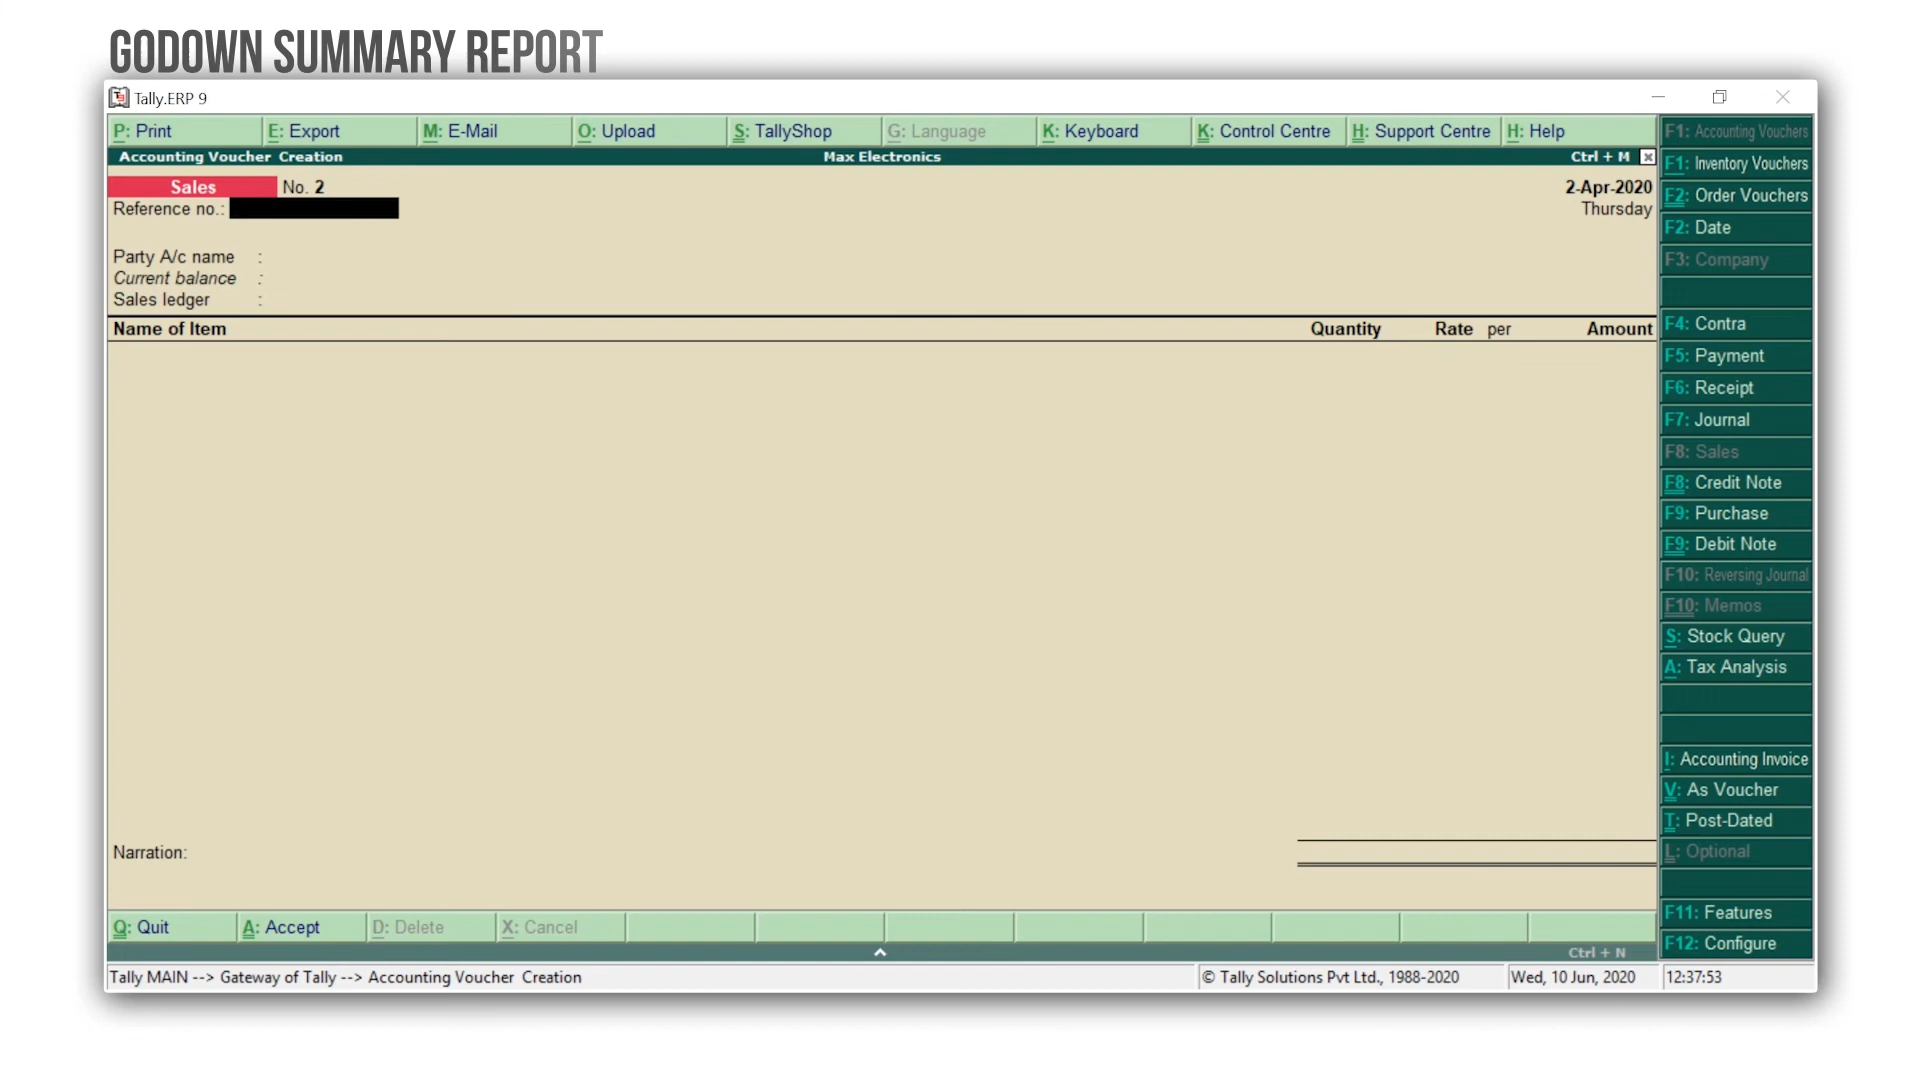 GODOWN SUMMARY REPORT
Tally.ERP 9
P: Print E: Export M: E-Mail O: Upload S: TallyShop G: Language K: Keyboard K: Control Centre H: Support Centre H: Help
Accounting Voucher Creation Max Electronics Ctrl + M
Sales No. 2 2-Apr-2020
Reference no.: Thursday
Party A/c name :
Current balance :
Sales ledger :
Name of Item Quantity Rate per Amount
Narration:
F1: Accounting Vouchers
F1: Inventory Vouchers
F2: Order Vouchers
F2: Date
F3: Company
F4: Contra
F5: Payment
F6: Receipt
F7: Journal
F8: Sales
F8: Credit Note
F9: Purchase
F9: Debit Note
F10: Reversing Journal
F10: Memos
S: Stock Query
A: Tax Analysis
I: Accounting Invoice
V: As Voucher
T: Post-Dated
L: Optional
F11: Features
F12: Configure
Q: Quit A: Accept D: Delete X: Cancel
Ctrl + N
Tally MAIN --> Gateway of Tally --> Accounting Voucher Creation © Tally Solutions Pvt Ltd., 1988-2020 Wed, 10 Jun, 2020 12:37:53